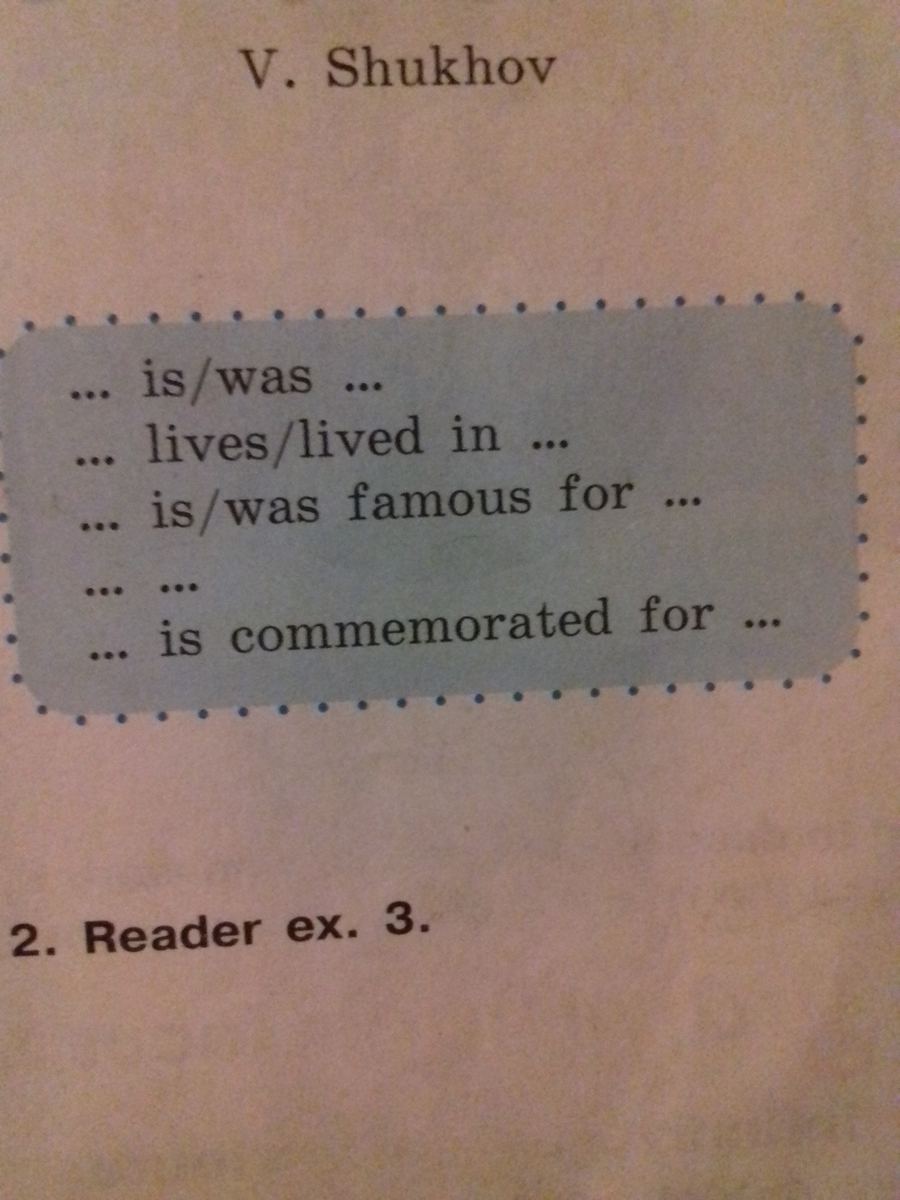 V. Shukhov
... is/was ...
... lives/lived in ...
... is/was famous for ...
... ...
... is commemorated for ...
2. Reader ex. 3.